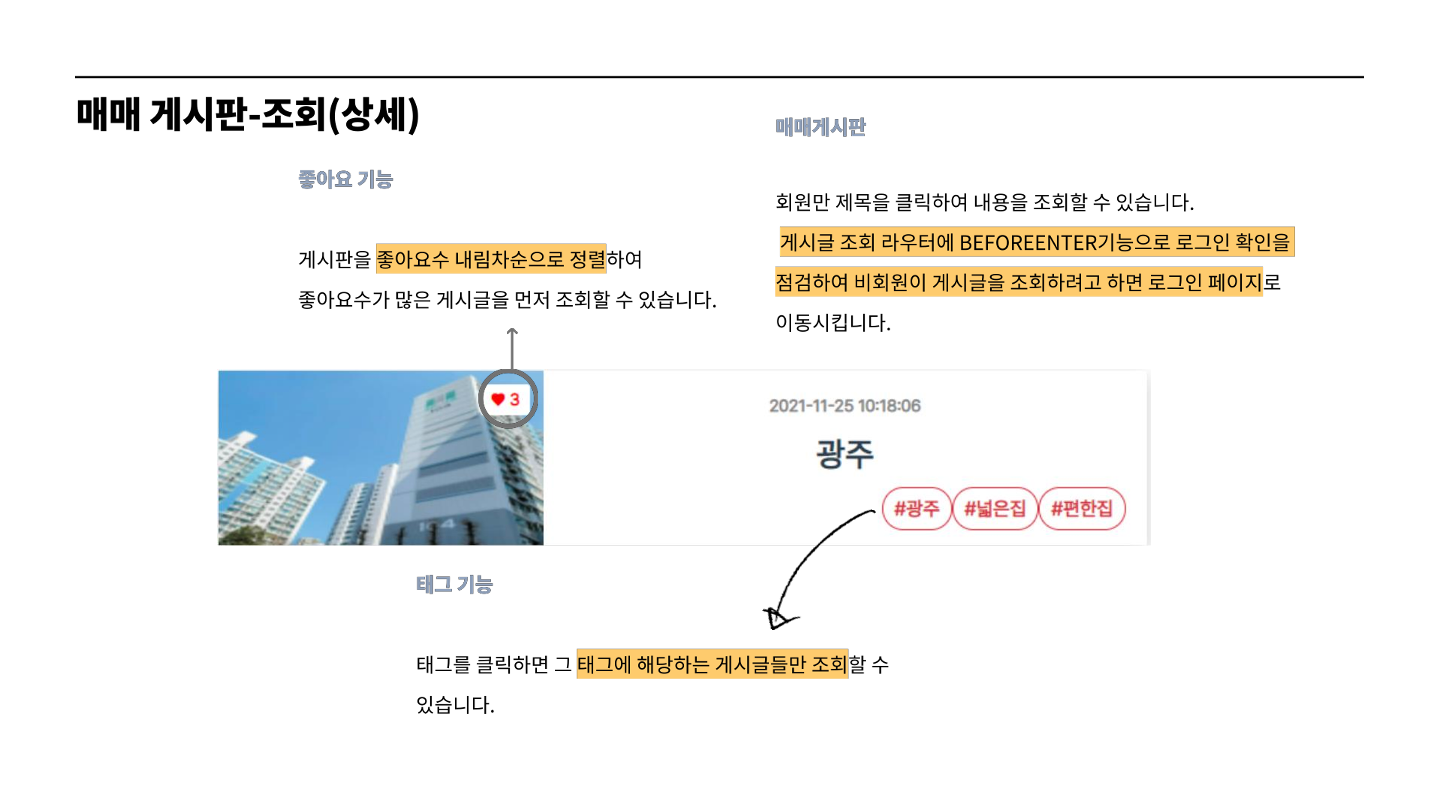 매매 게시판-조회(상세)
좋아요 기능
게시판을 좋아요수 내림차순으로 정렬하여
좋아요수가 많은 게시글을 먼저 조회할 수 있습니다.
매매게시판
회원만 제목을 클릭하여 내용을 조회할 수 있습니다.
게시글 조회 라우터에 BEFOREENTER기능으로 로그인 확인을
점검하여 비회원이 게시글을 조회하려고 하면 로그인 페이지로
이동시킵니다.
3
2021-11-25 10:18:06
광주
#광주 #넓은집 #편한집
104
태그 기능
태그를 클릭하면 그 태그에 해당하는 게시글들만 조회할 수
있습니다.